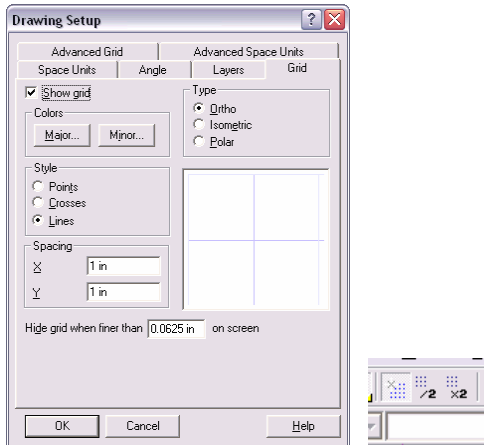 Drawing Setup
Advanced Grid Advanced Space Units
Space Units Angle Layers Grid
Show grid
Colors
Major... Minor...
Type
Ortho
Isometric
Polar
Style
Points
Crosses
Lines
Spacing
X 1 in
Y 1 in
Hide grid when finer than 0.0625 in on screen
OK Cancel Help
/2 x2